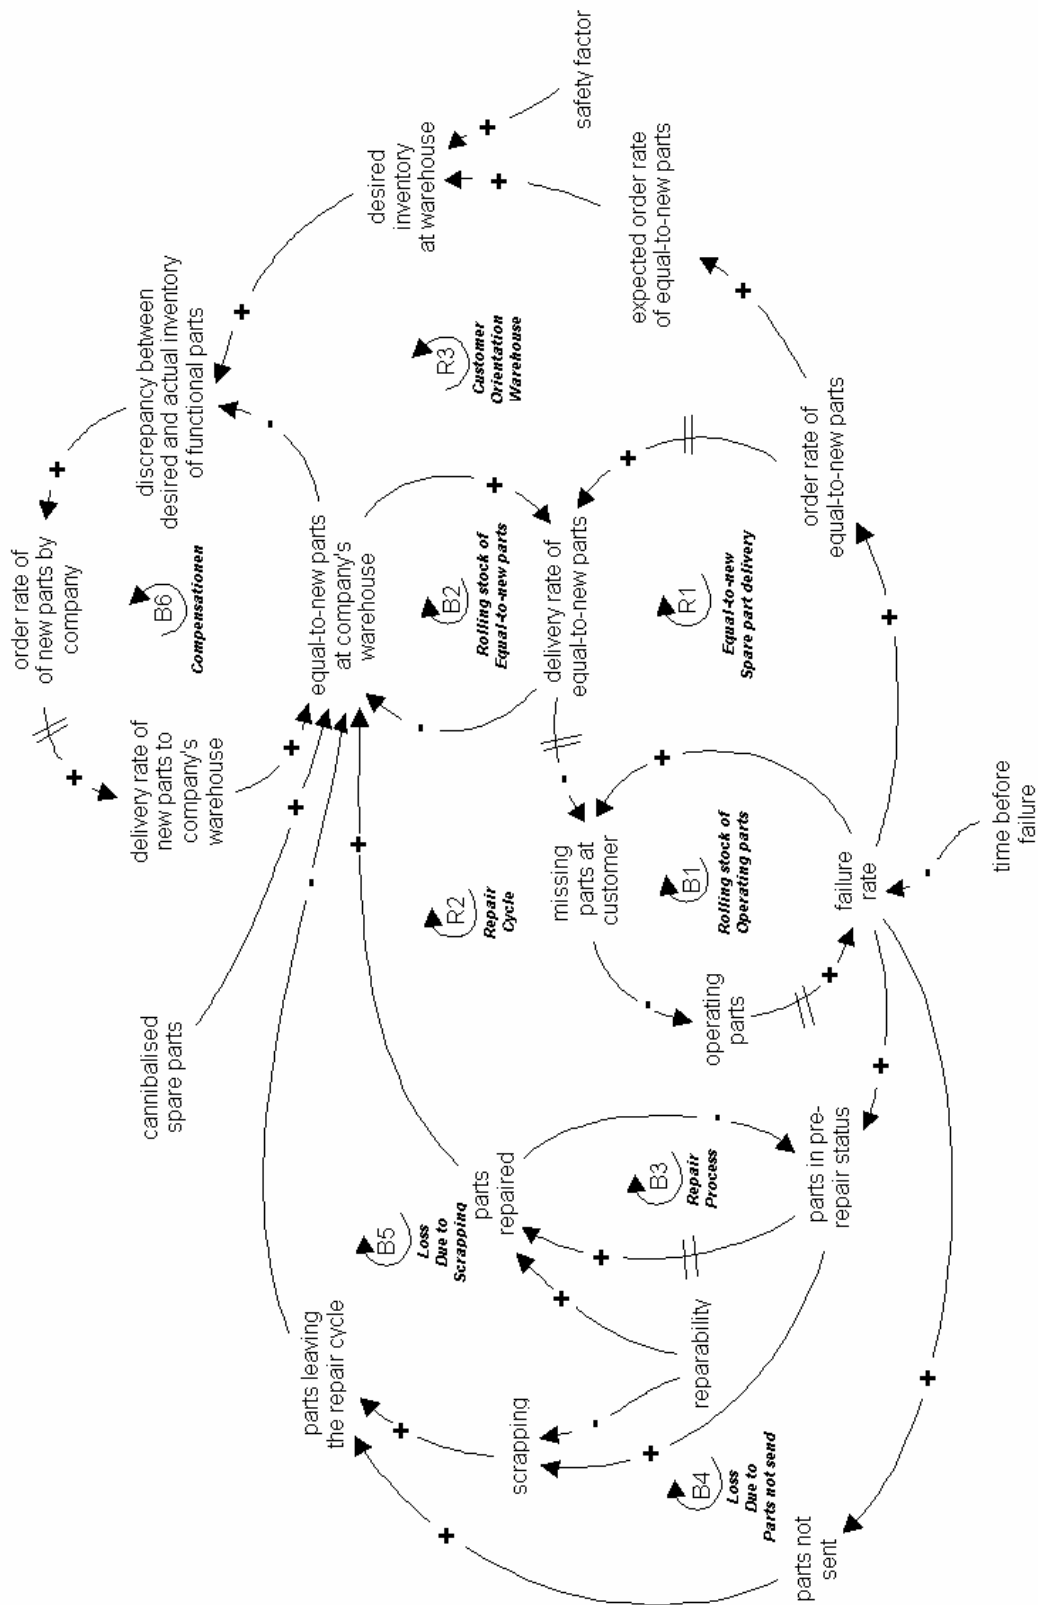 order rate of
of new parts by
company
delivery rate of
new parts to
company's
warehouse
discrepancy between
desired and actual inventory
of functional parts
B6
Compensationen
cannibalised
spare parts
parts leaving
the repair cycle
equal-to-new parts
at company's
warehouse
desired
inventory
at warehouse
B5
Loss
Due to
Scrapping
R2
Repair
Cycle
B2
Rolling stock of
Equal-to-new parts
R3
Customer
Orientation
Warehouse
safety factor
scrapping
parts
repaired
missing
parts at
customer
delivery rate of
equal-to-new parts
expected order rate
of equal-to-new parts
B3
Repair
Process
B4
Loss
Due to
Parts not send
reparability
operating
parts
B1
Rolling stock of
Operating parts
R1
Equal-to-new
Spare part delivery
parts not
sent
parts in pre-
repair status
failure
rate
order rate of
equal-to-new parts
time before
failure